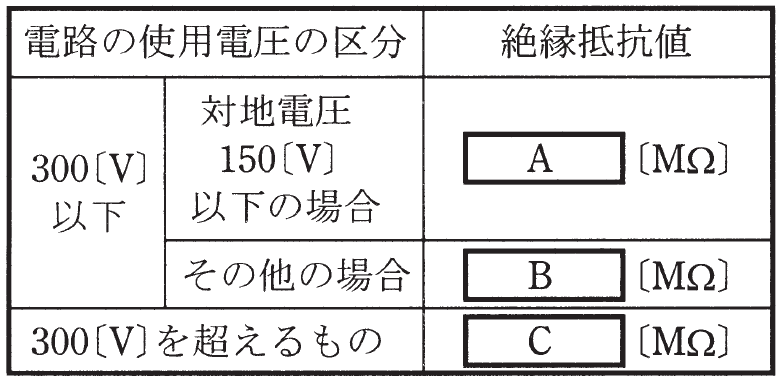 電路の使用電圧の区分 絶縁抵抗値
300〔V〕
以下
対地電圧
150〔V〕
以下の場合
A 〔MΩ〕
その他の場合 B 〔MΩ〕
300〔V〕を超えるもの C 〔MΩ〕